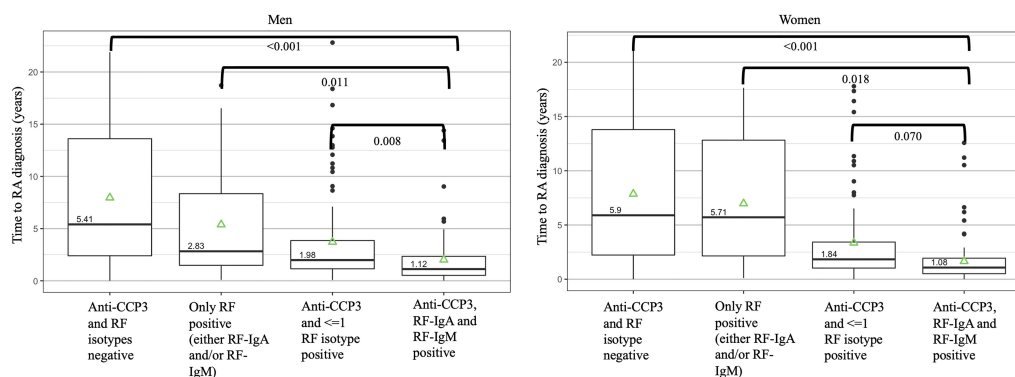 Men
Time to RA diagnosis (years)
20
15
10
5
0
<0.001
0.011
0.008
5.41
2.83
1.98
1.12
Anti-CCP3
and RF
isotypes
negative
Only RF
positive
(either RF-IgA
and/or RF-
IgM)
Anti-CCP3
and <=1
RF isotype
positive
Anti-CCP3,
RF-IgA and
RF-IgM
positive
Women
Time to RA diagnosis (years)
20
15
10
5
0
<0.001
0.018
0.070
5.9
5.71
1.84
1.08
Anti-CCP3
and RF
isotype
negative
Only RF
positive
(either RF-IgA
and/or RF-
IgM)
Anti-CCP3
and <=1
RF isotype
positive
Anti-CCP3,
RF-IgA and
RF-IgM
positive